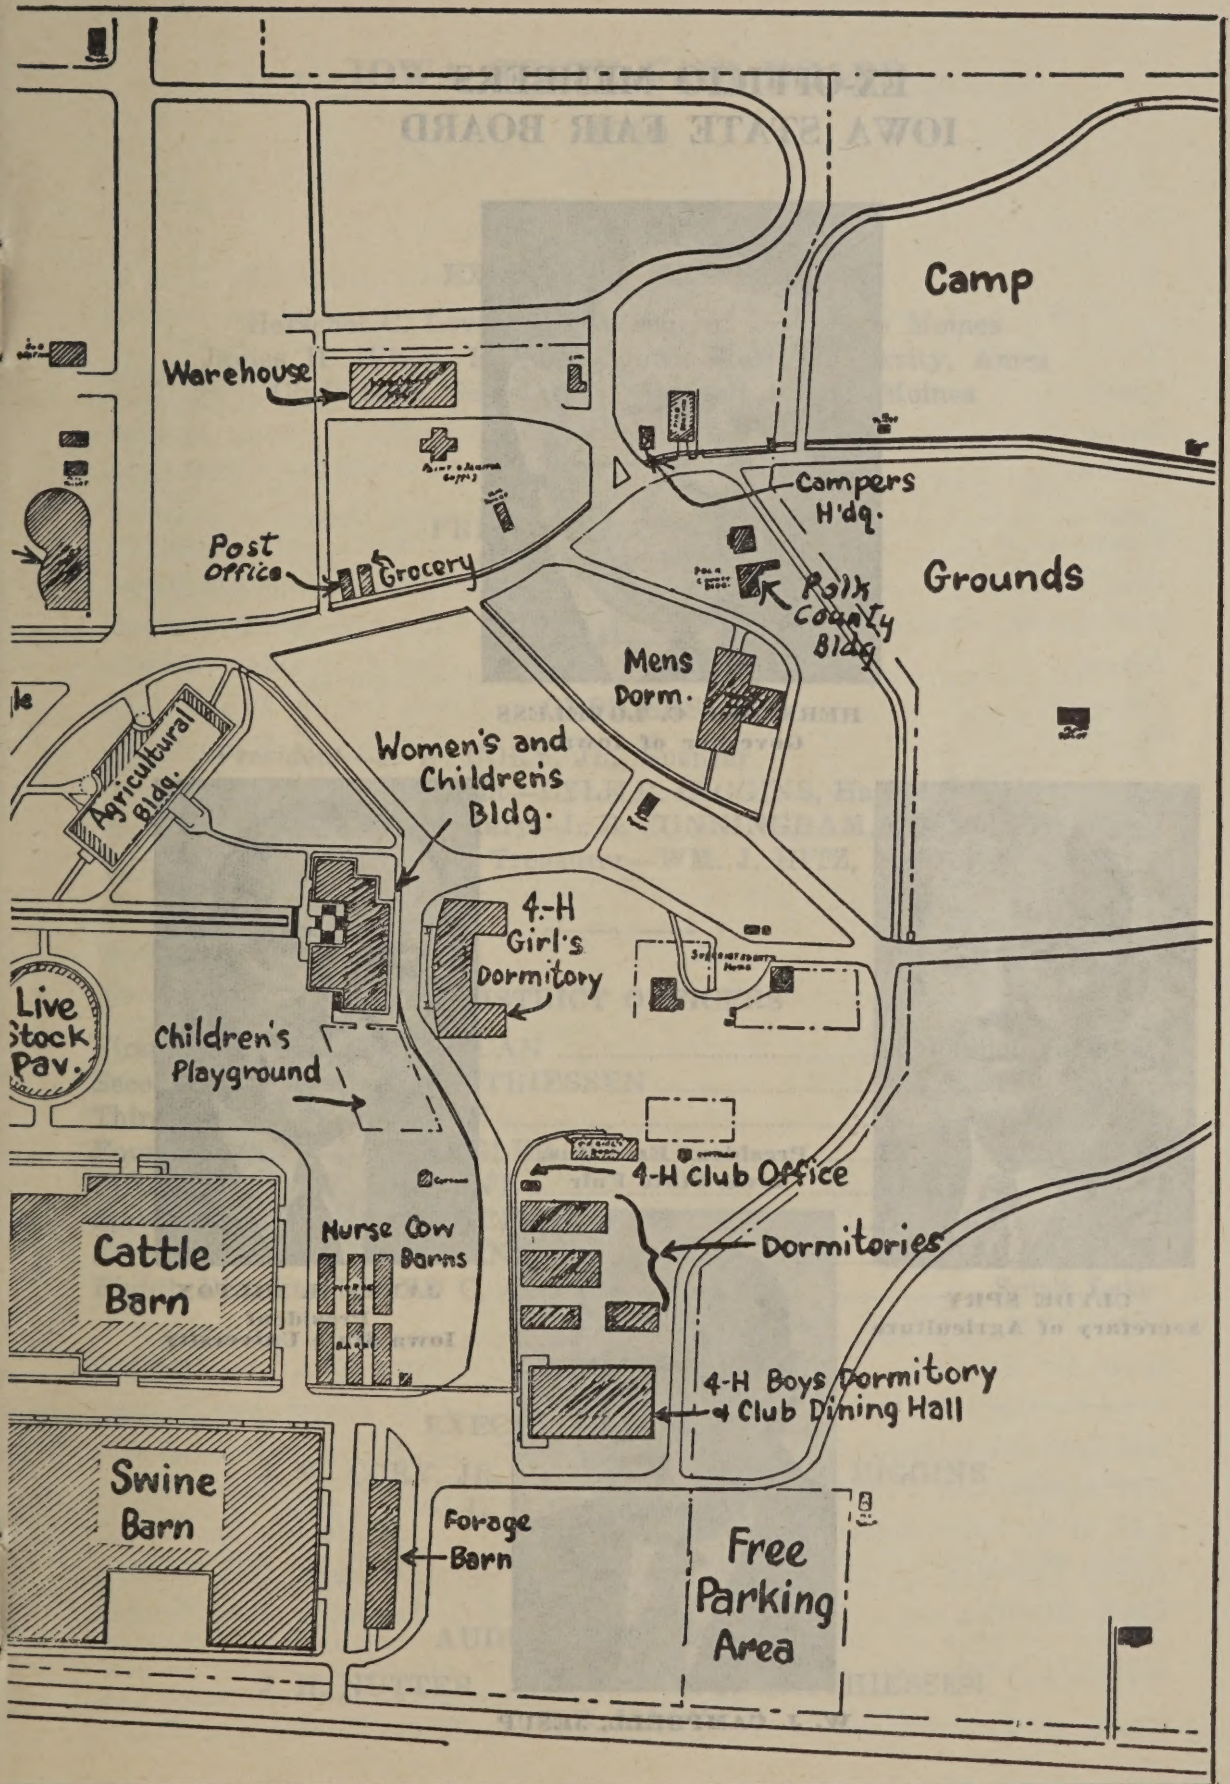 Camp
Warehouse
Campers
H'dq.
Post
Office
Grocery
Grounds
Polk
County
Bldg
Mens
Dorm.
Agricultural
Bldg.
Women's and
Children's
Bldg.
4-H
Girl's
Dormitory
Live
Stock
Pav.
Children's
Playground
4-H Club Office
Nurse Cow
Barns
Dormitories
Cattle
Barn
4-H Boys Dormitory
& Club Dining Hall
Swine
Barn
Forage
Barn
Free
Parking
Area